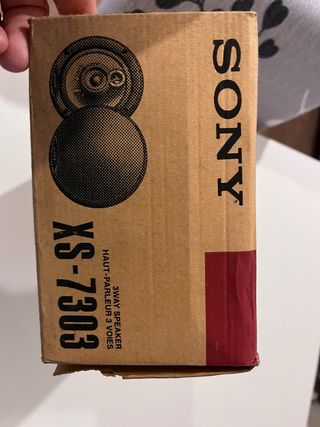 SONY
XS-7303
3WAY SPEAKER
HAUT-PARLEUR 3 VOIES